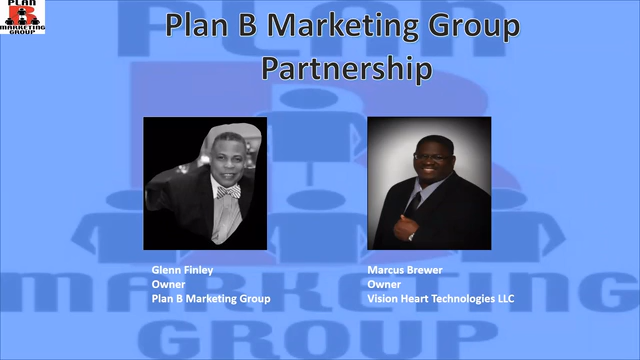 PLAN
B
MARKETING
GROUP
Plan B Marketing Group
Partnership
PLAN
B
MARKETING
GROUP
Glenn Finley
Owner
Plan B Marketing Group
Marcus Brewer
Owner
Vision Heart Technologies LLC